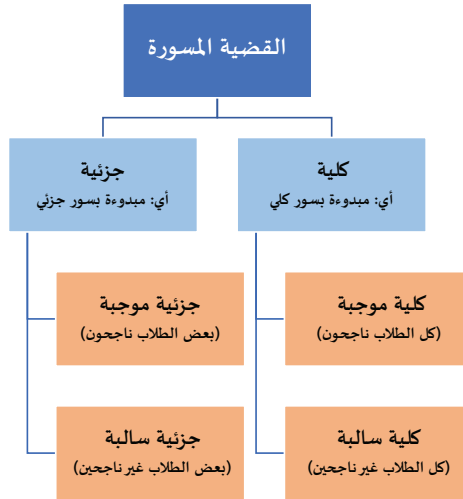 القضية المسورة
كلية
أي: مبدوءة بسور كلي
جزئية
أي: مبدوءة بسور جزئي
كلية موجبة
(كل الطلاب ناجحون)
جزئية موجبة
(بعض الطلاب ناجحون)
كلية سالبة
(كل الطلاب غير ناجحين)
جزئية سالبة
(بعض الطلاب غير ناجحين)